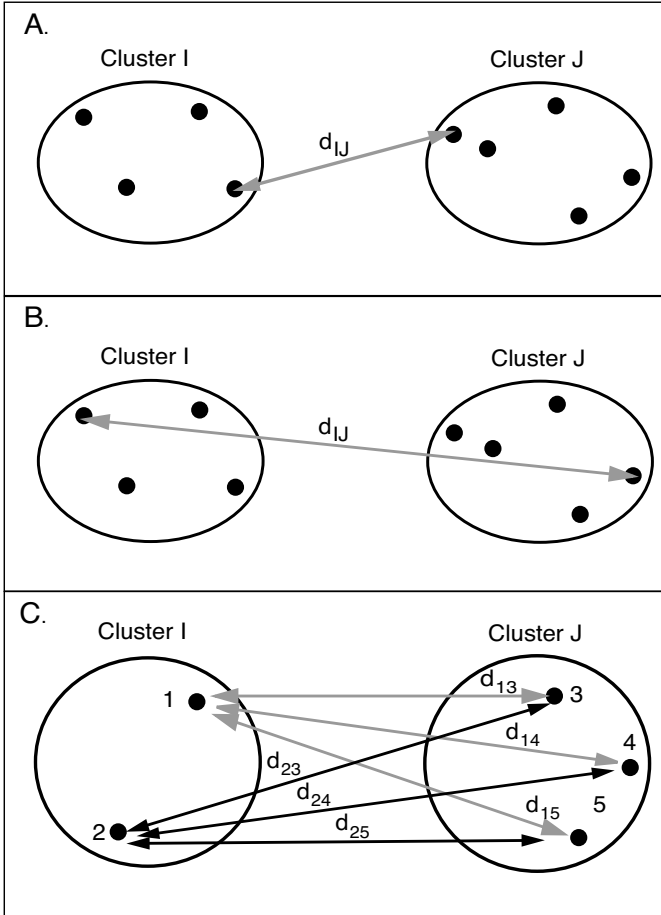 A.
Cluster I
Cluster J
dIJ
B.
Cluster I
Cluster J
dIJ
C.
Cluster I
Cluster J
1
d13
3
d14
4
d23
d24
5
d15
2
d25